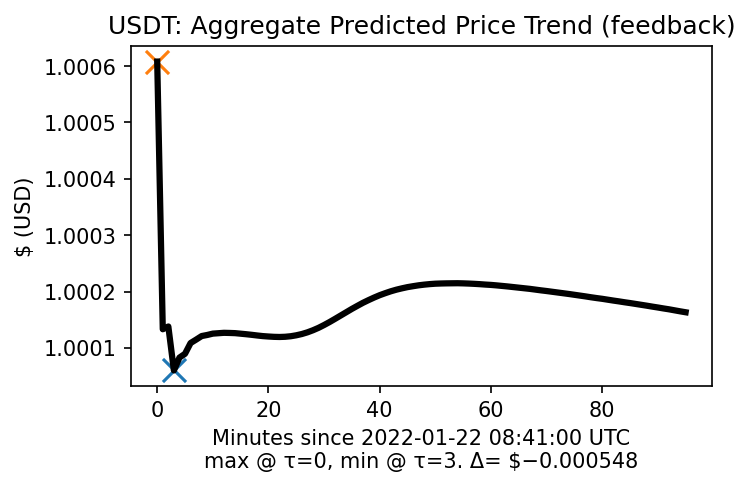 USDT: Aggregate Predicted Price Trend (feedback)
1.0006
1.0005
1.0004
1.0003
1.0002
1.0001
$ (USD)
0 20 40 60 80
Minutes since 2022-01-22 08:41:00 UTC
max @ τ=0, min @ τ=3. Δ= $−0.000548